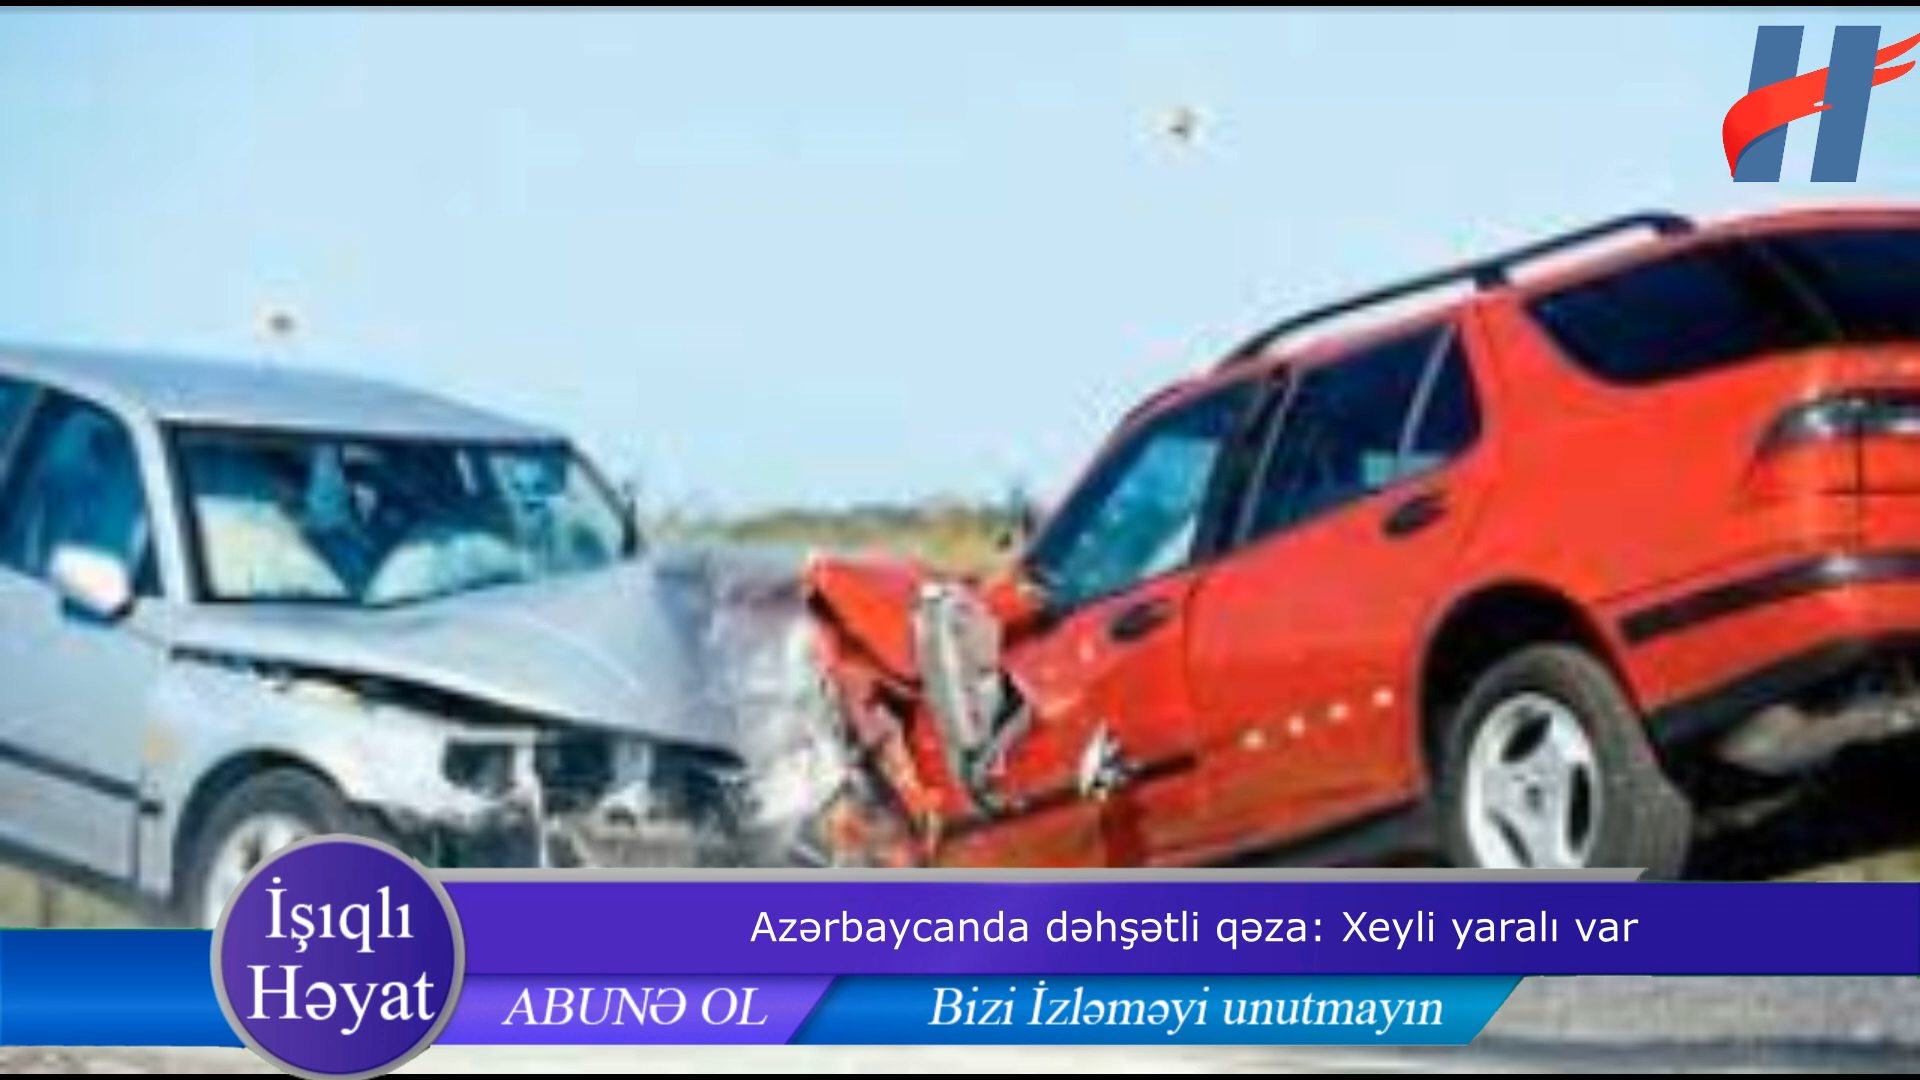 Azərbaycanda dəhşətli qəza: Xeyli yaralı var
İşıqlı
Həyat
ABUNƏ OL
Bizi İzləməyi unutmayın